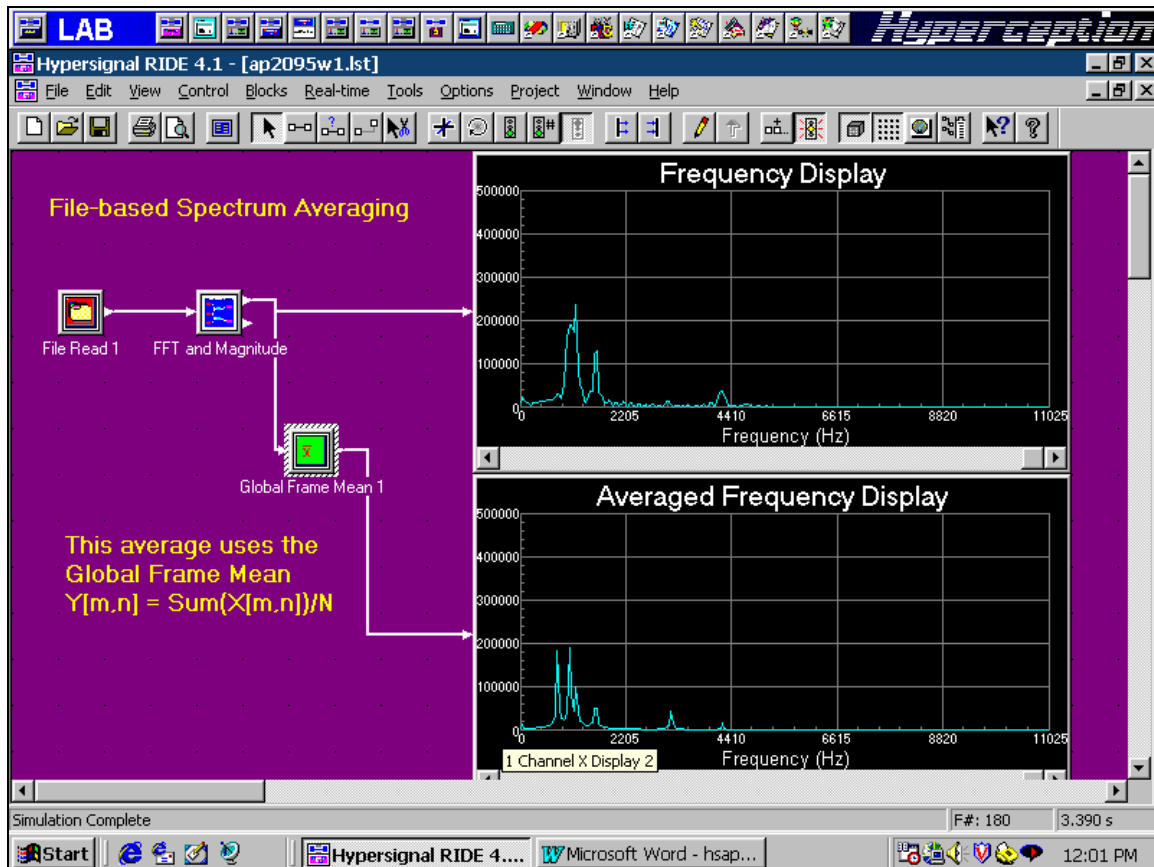 LAB
Hyperception
Hypersignal RIDE 4.1 - [ap2095w1.lst]
File Edit View Control Blocks Real-time Tools Options Project Window Help
File-based Spectrum Averaging
File Read 1
FFT and Magnitude
Global Frame Mean 1
This average uses the
Global Frame Mean
Y[m,n] = Sum(X[m,n])/N
Frequency Display
500000
400000
300000
200000
100000
0
0 2205 4410 6615 8820 11025
Frequency (Hz)
Averaged Frequency Display
500000
400000
300000
200000
100000
0
0 2205 4410 6615 8820 11025
Frequency (Hz)
1 Channel X Display 2
Simulation Complete
F#: 180
3.390 s
Start
Hypersignal RIDE 4....
Microsoft Word - hsap...
12:01 PM